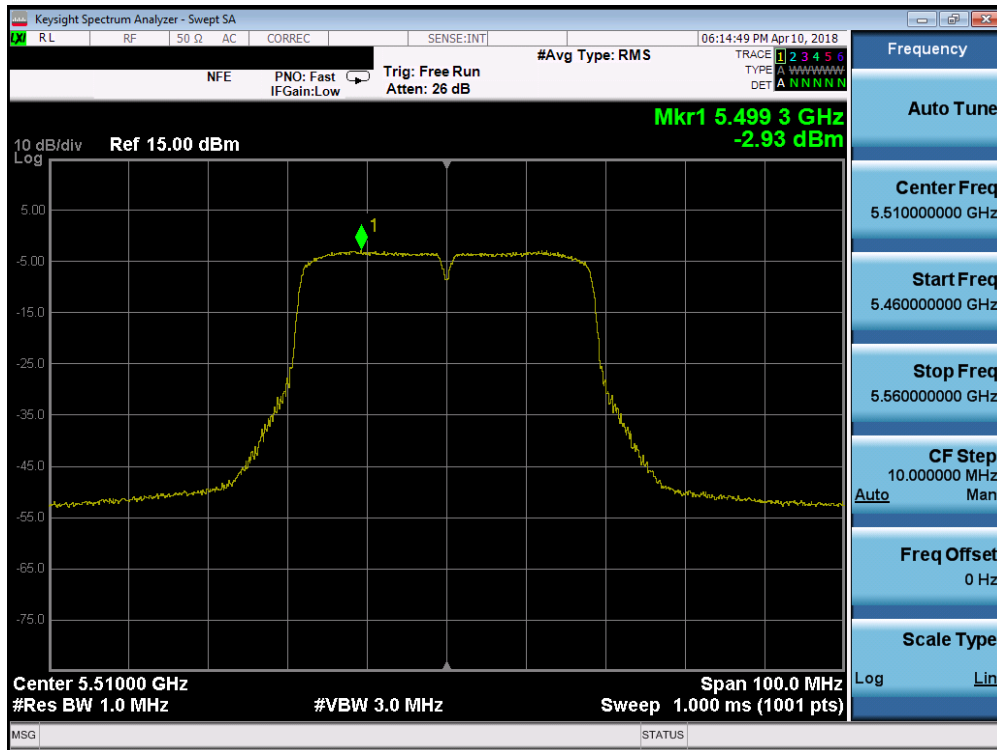 Keysight Spectrum Analyzer - Swept SA
LXI RL RF 50 Ω AC CORREC SENSE:INT 06:14:49 PM Apr 10, 2018
#Avg Type: RMS TRACE 1 2 3 4 5 6
NFE PNO: Fast Trig: Free Run TYPE A WWWWW
IFGain:Low Atten: 26 dB DET A N N N N N
Mkr1 5.499 3 GHz
-2.93 dBm
10 dB/div Ref 15.00 dBm
Log
1
5.00
-5.00
-15.0
-25.0
-35.0
-45.0
-55.0
-65.0
-75.0
Center 5.51000 GHz Span 100.0 MHz
#Res BW 1.0 MHz #VBW 3.0 MHz Sweep 1.000 ms (1001 pts)
MSG STATUS
Frequency
Auto Tune
Center Freq
5.510000000 GHz
Start Freq
5.460000000 GHz
Stop Freq
5.560000000 GHz
CF Step
10.000000 MHz
Auto Man
Freq Offset
0 Hz
Scale Type
Log Lin